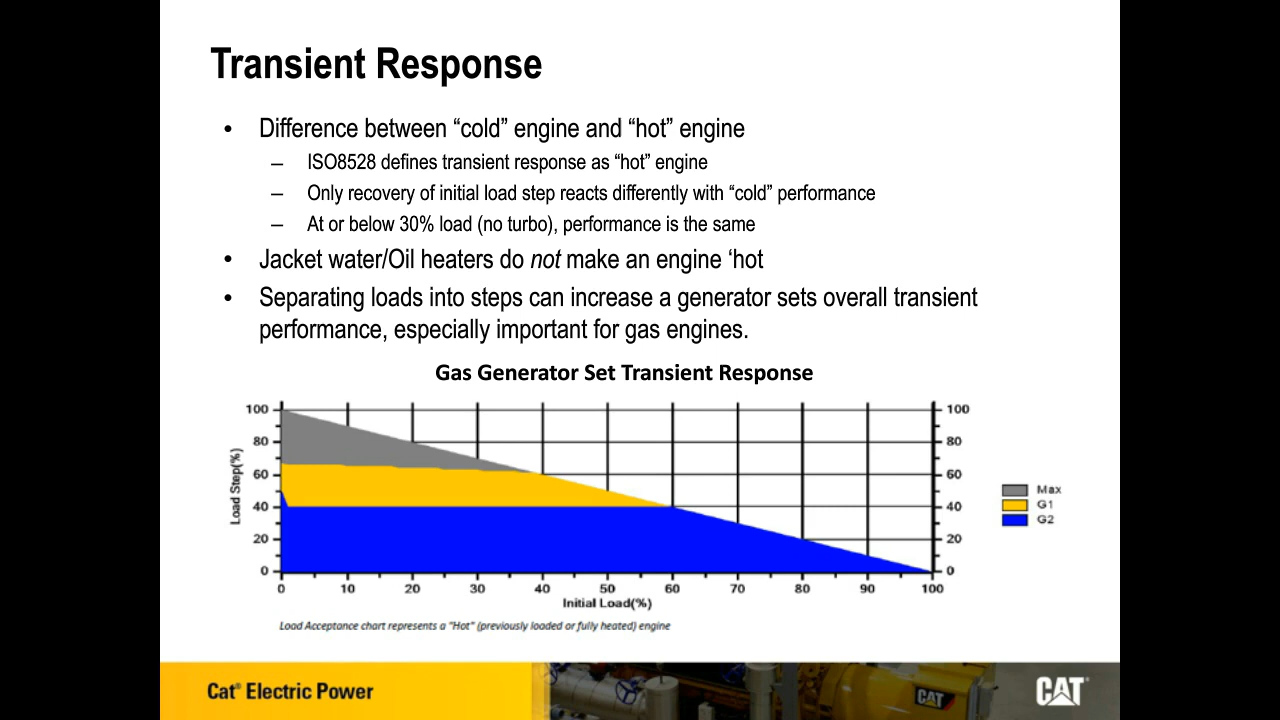 Transient Response
• Difference between “cold” engine and “hot” engine
– ISO8528 defines transient response as “hot” engine
– Only recovery of initial load step reacts differently with “cold” performance
– At or below 30% load (no turbo), performance is the same
• Jacket water/Oil heaters do not make an engine ‘hot
• Separating loads into steps can increase a generator sets overall transient
performance, especially important for gas engines.
Gas Generator Set Transient Response
100 100
80 80
60 60
40 40
20 20
0 0
Load Step(%)
Max
G1
G2
0 10 20 30 40 50 60 70 80 90 100
Initial Load(%)
Load Acceptance chart represents a "Hot" (previously loaded or fully heated) engine
Cat® Electric Power
CAT
CAT